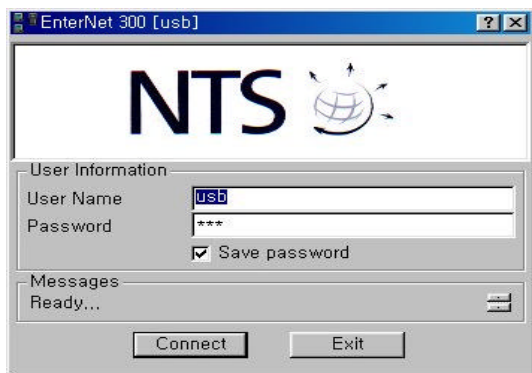 EnterNet 300 [usb]
NTS
User Information
User Name usb
Password ***
Save password
Messages
Ready...
Connect Exit